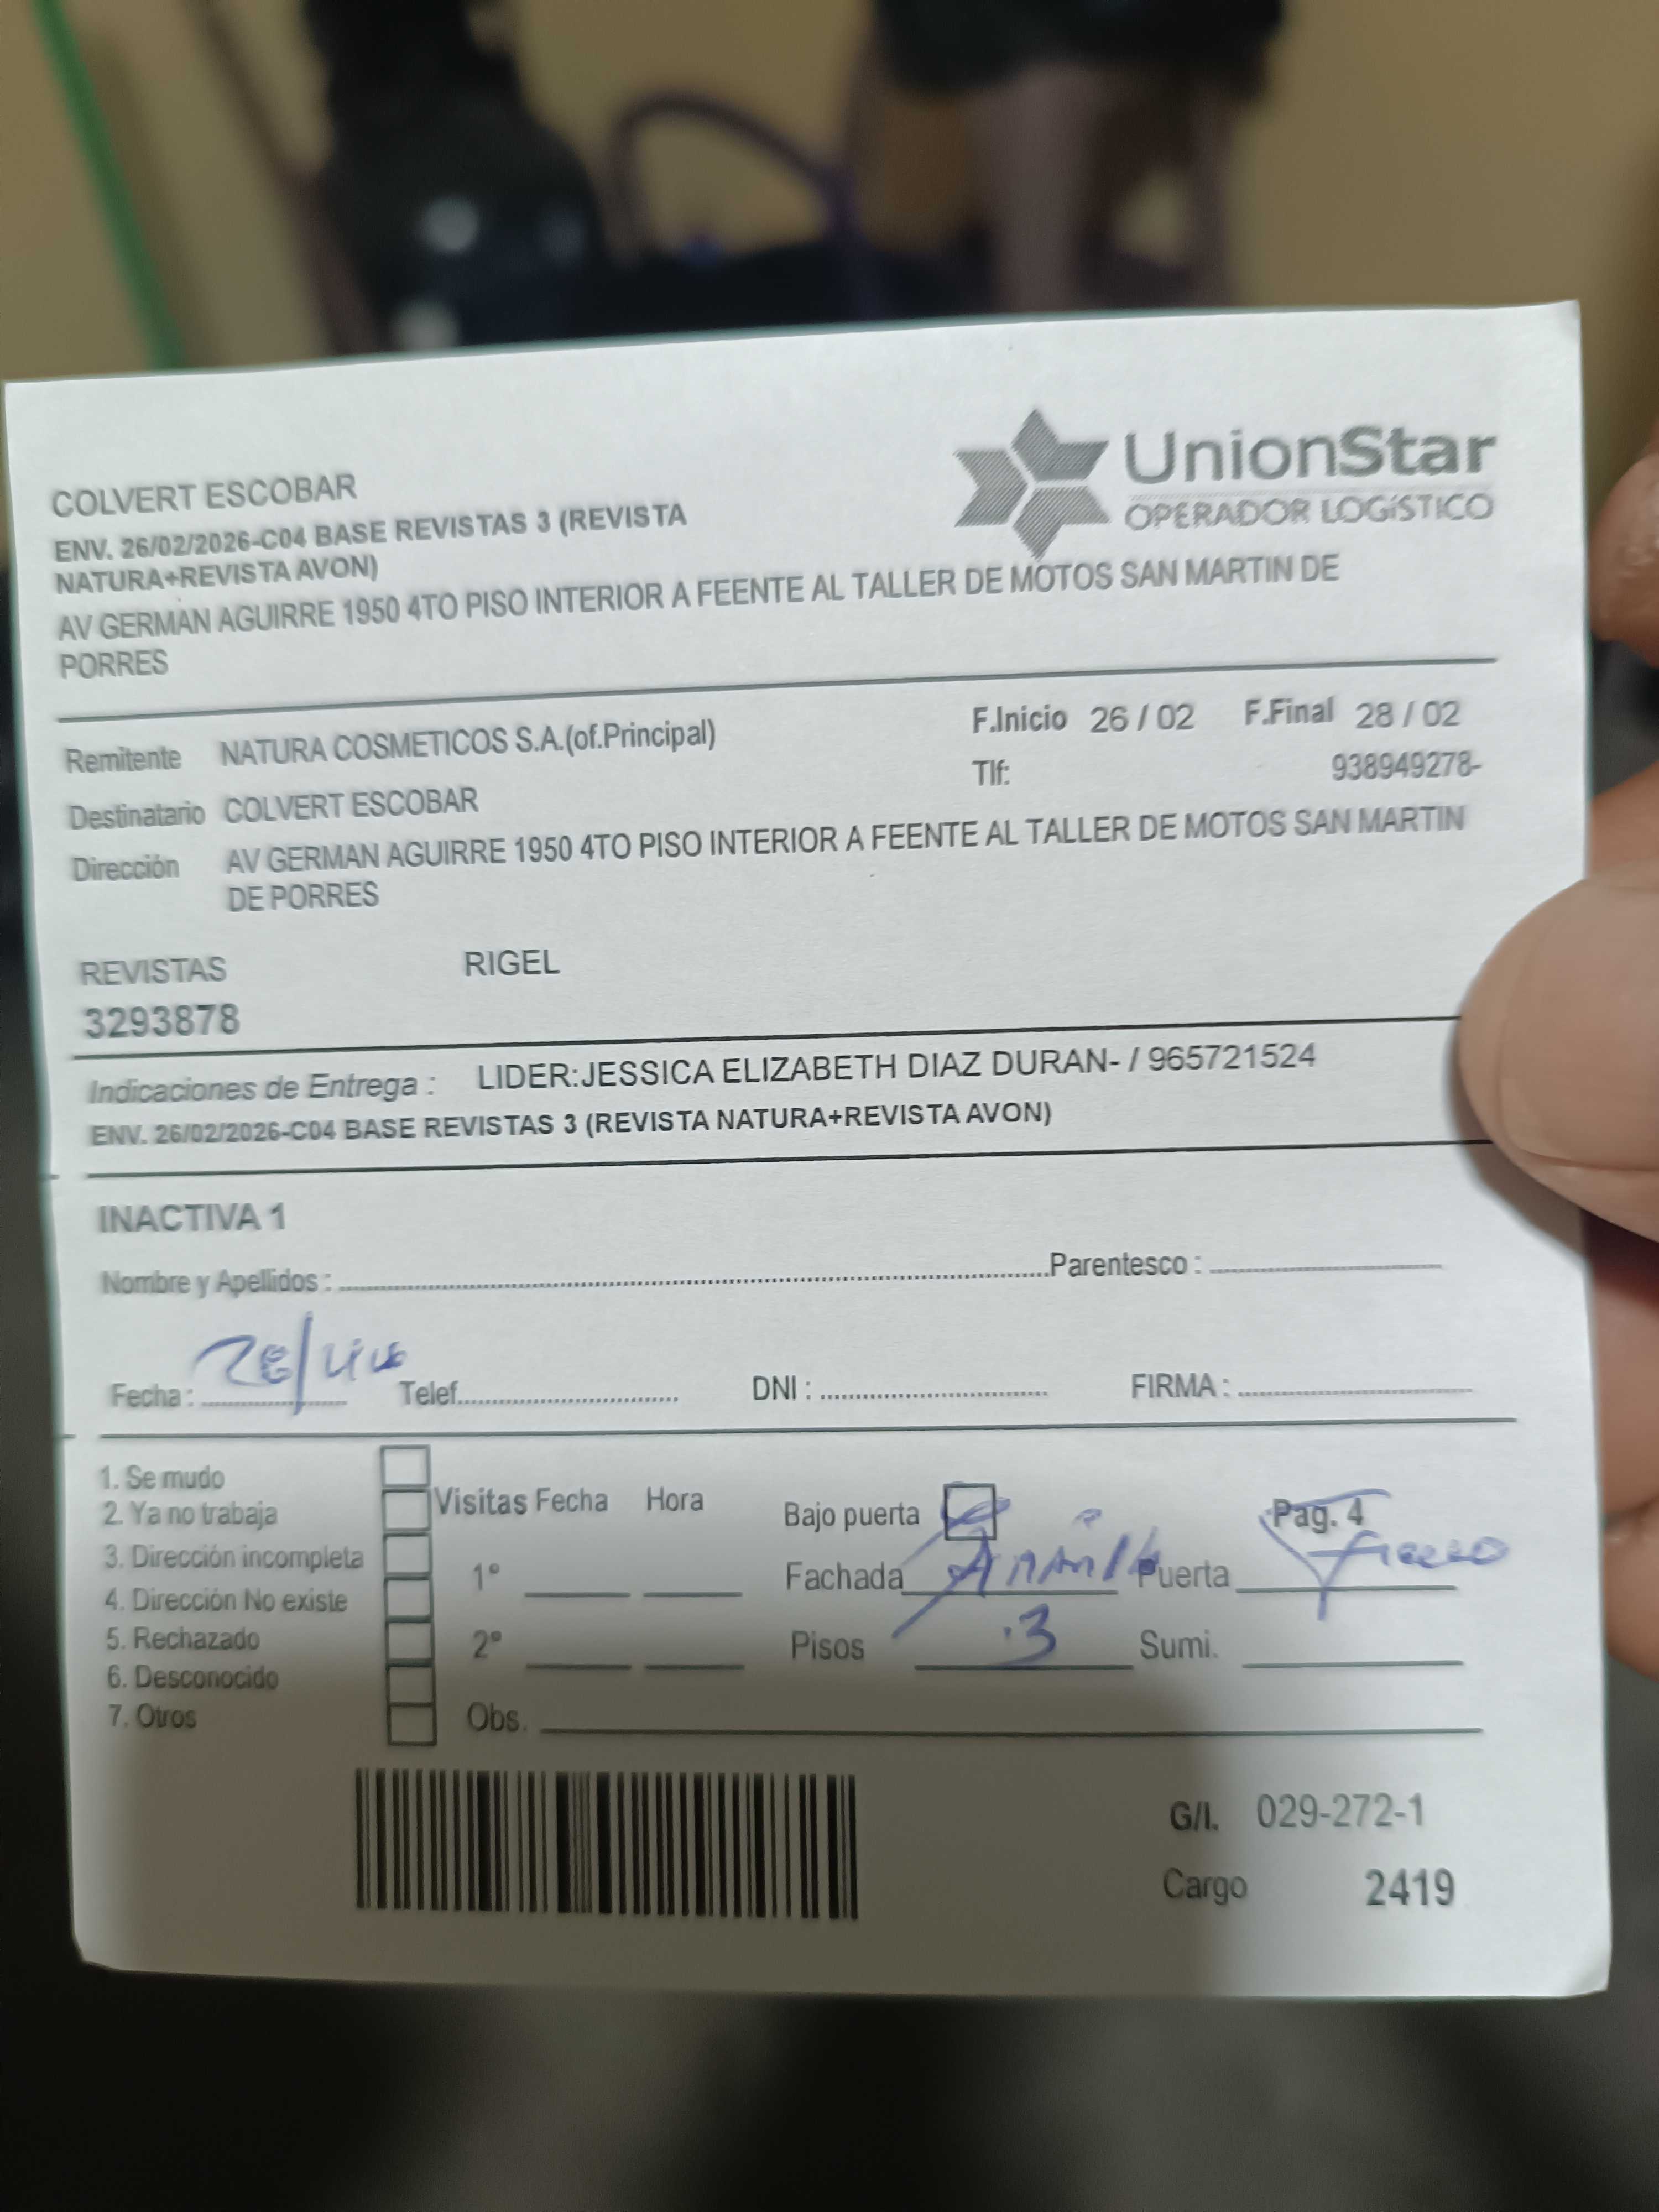 COLVERT ESCOBAR
ENV. 26/02/2026-C04 BASE REVISTAS 3 (REVISTA
NATURA+REVISTA AVON)
AV GERMAN AGUIRRE 1950 4TO PISO INTERIOR A FEENTE AL TALLER DE MOTOS SAN MARTIN DE
PORRES
UnionStar
OPERADOR LOGÍSTICO
Remitente NATURA COSMETICOS S.A.(of.Principal) F.Inicio 26 / 02 F.Final 28 / 02
Tlf: 938949278-
Destinatario COLVERT ESCOBAR
Dirección AV GERMAN AGUIRRE 1950 4TO PISO INTERIOR A FEENTE AL TALLER DE MOTOS SAN MARTIN
DE PORRES
REVISTAS RIGEL
3293878
Indicaciones de Entrega : LIDER:JESSICA ELIZABETH DIAZ DURAN- / 965721524
ENV. 26/02/2026-C04 BASE REVISTAS 3 (REVISTA NATURA+REVISTA AVON)
INACTIVA 1
Nombre y Apellidos : Parentesco :
Fecha : Telef. DNI : FIRMA :
1. Se mudo
2. Ya no trabaja
3. Dirección incompleta
4. Dirección No existe
5. Rechazado
6. Desconocido
7. Otros
Visitas Fecha Hora
1°
2°
Obs.
Bajo puerta Pag. 4
Fachada Puerta
Pisos 3 Sumi.
G/I. 029-272-1
Cargo 2419